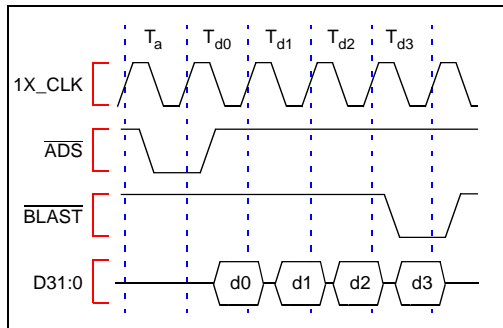 Ta Td0 Td1 Td2 Td3
1X_CLK
ADS
BLAST
D31:0 d0 d1 d2 d3